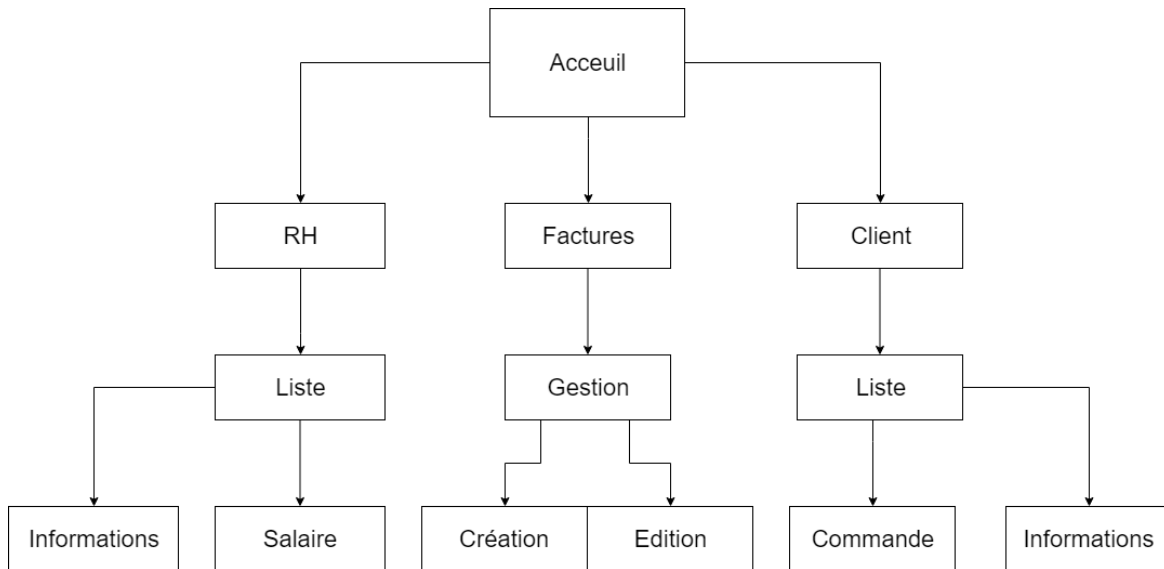 Acceuil
RH
Factures
Client
Liste
Gestion
Liste
Informations
Salaire
Création
Edition
Commande
Informations